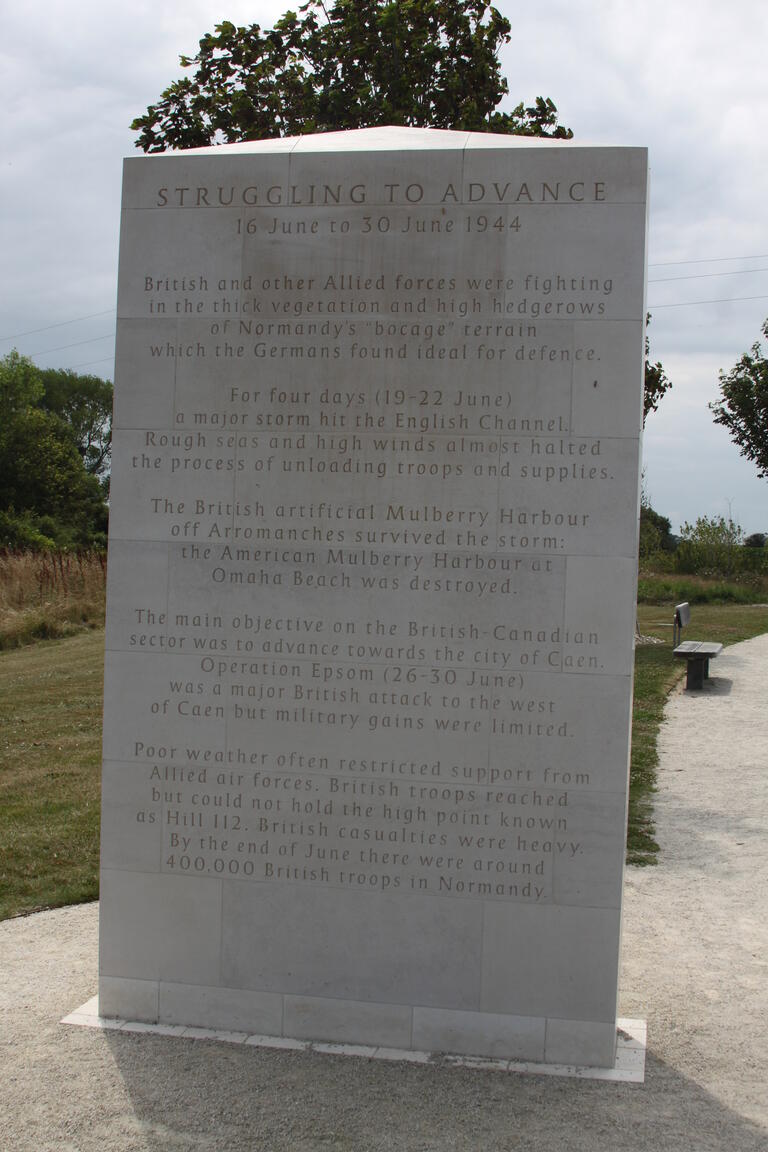 STRUGGLING TO ADVANCE
16 June to 30 June 1944
British and other Allied forces were fighting
in the thick vegetation and high hedgerows
of Normandy's "bocage" terrain
which the Germans found ideal for defence.
For four days (19-22 June)
a major storm hit the English Channel.
Rough seas and high winds almost halted
the process of unloading troops and supplies.
The British artificial Mulberry Harbour
off Arromanches survived the storm:
the American Mulberry Harbour at
Omaha Beach was destroyed.
The main objective on the British-Canadian
sector was to advance towards the city of Caen.
Operation Epsom (26-30 June)
was a major British attack to the west
of Caen but military gains were limited.
Poor weather often restricted support from
Allied air forces. British troops reached
but could not hold the high point known
as Hill 112. British casualties were heavy.
By the end of June there were around
400,000 British troops in Normandy.